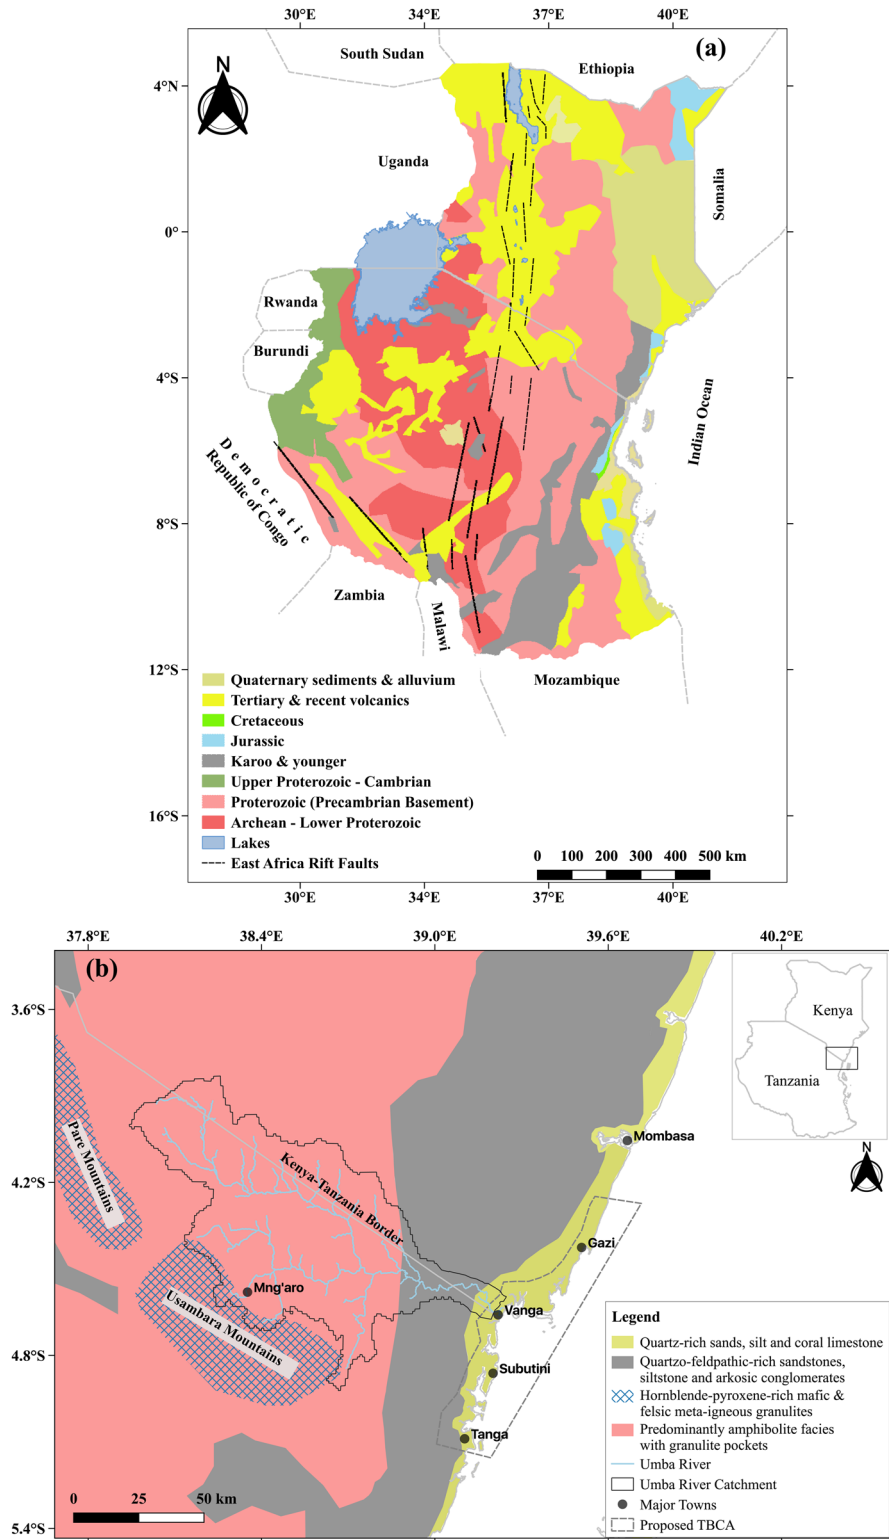 30°E 34°E 37°E 40°E
(a)
South Sudan
Ethiopia
N
4°N
Uganda
Somalia
0°
Rwanda
Burundi
4°S
Indian Ocean
Democratic
Republic of Congo
8°S
Zambia
Malawi
12°S
Mozambique
Quaternary sediments & alluvium
Tertiary & recent volcanics
Cretaceous
Jurassic
Karoo & younger
Upper Proterozoic - Cambrian
Proterozoic (Precambrian Basement)
Archean - Lower Proterozoic
Lakes
East Africa Rift Faults
16°S
0 100 200 300 400 500 km
30°E 34°E 37°E 40°E
37.8°E 38.4°E 39.0°E 39.6°E 40.2°E
(b)
3.6°S
Kenya
Tanzania
Pare Mountains
Mombasa
N
4.2°S
Kenya-Tanzania Border
Gazi
Mng'aro
Vanga
Usambara Mountains
4.8°S
Subutini
Tanga
Legend
Quartz-rich sands, silt and coral limestone
Quartzo-feldpathic-rich sandstones,
siltstone and arkosic conglomerates
Hornblende-pyroxene-rich mafic &
felsic meta-igneous granulites
Predominantly amphibolite facies
with granulite pockets
Umba River
Umba River Catchment
Major Towns
Proposed TBCA
0 25 50 km
5.4°S